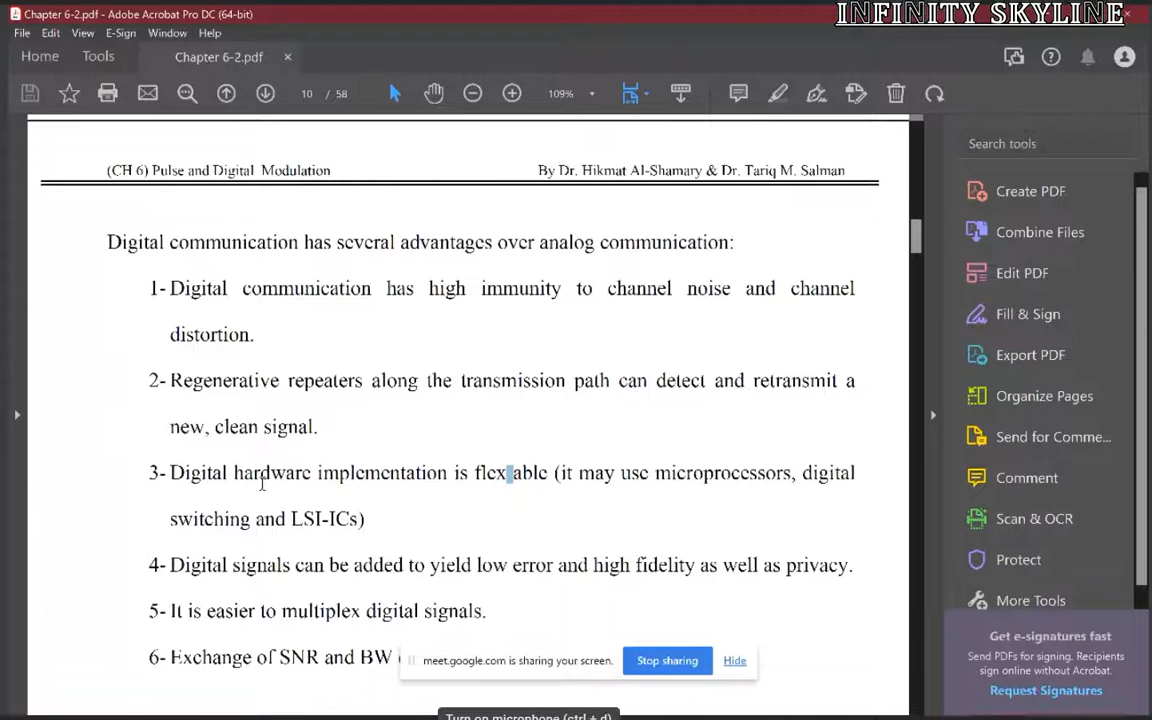 Chapter 6-2.pdf - Adobe Acrobat Pro DC (64-bit)
INFINITY SKYLINE
File Edit View E-Sign Window Help
Home Tools Chapter 6-2.pdf ×
10 / 58 109%
(CH 6) Pulse and Digital Modulation By Dr. Hikmat Al-Shamary & Dr. Tariq M. Salman
Digital communication has several advantages over analog communication:
1- Digital communication has high immunity to channel noise and channel
distortion.
2- Regenerative repeaters along the transmission path can detect and retransmit a
new, clean signal.
3- Digital hardware implementation is flex able (it may use microprocessors, digital
switching and LSI-ICs)
4- Digital signals can be added to yield low error and high fidelity as well as privacy.
5- It is easier to multiplex digital signals.
6- Exchange of SNR and BW
meet.google.com is sharing your screen. Stop sharing Hide
Turn on microphone (ctrl + d)
Search tools
Create PDF
Combine Files
Edit PDF
Fill & Sign
Export PDF
Organize Pages
Send for Comme...
Comment
Scan & OCR
Protect
More Tools
Get e-signatures fast
Send PDFs for signing. Recipients
sign online without Acrobat.
Request Signatures